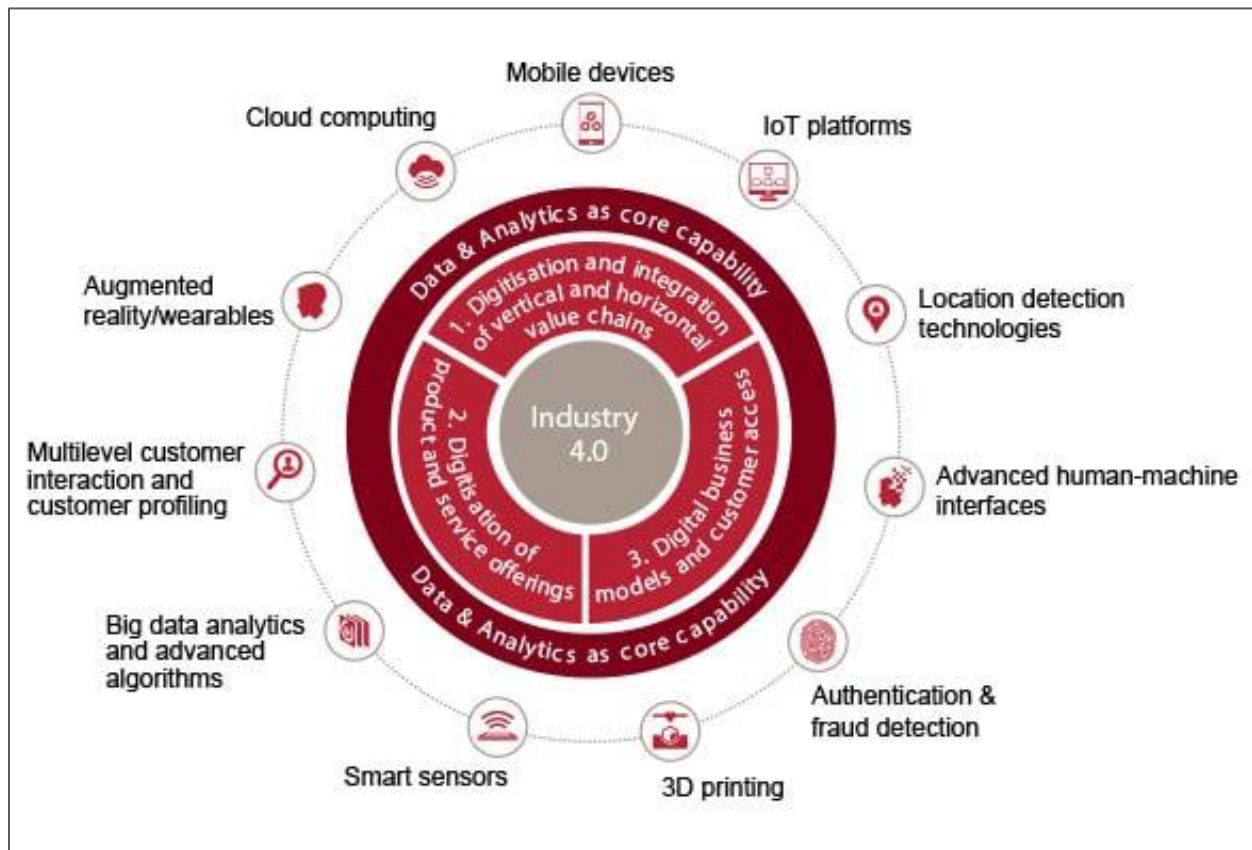 Mobile devices
Cloud computing
IoT platforms
Augmented
reality/wearables
Location detection
technologies
Multilevel customer
interaction and
customer profiling
Advanced human-machine
interfaces
Big data analytics
and advanced
algorithms
Authentication &
fraud detection
Smart sensors
3D printing
Data & Analytics as core capability
1. Digitisation and integration
of vertical and horizontal
value chains
2. Digitisation of
product and service offerings
3. Digital business
models and customer access
Industry
4.0
Data & Analytics as core capability